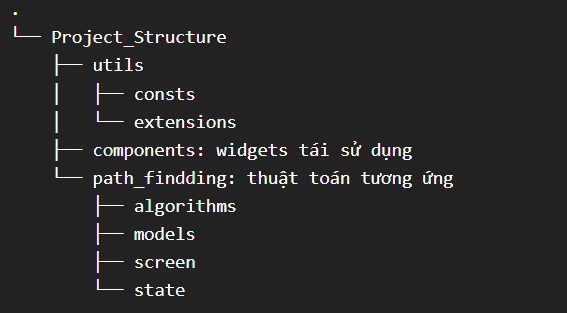 .
└── Project_Structure
    ├── utils
    │   ├── consts
    │   └── extensions
    ├── components: widgets tái sử dụng
    └── path_findding: thuật toán tương ứng
        ├── algorithms
        ├── models
        ├── screen
        └── state